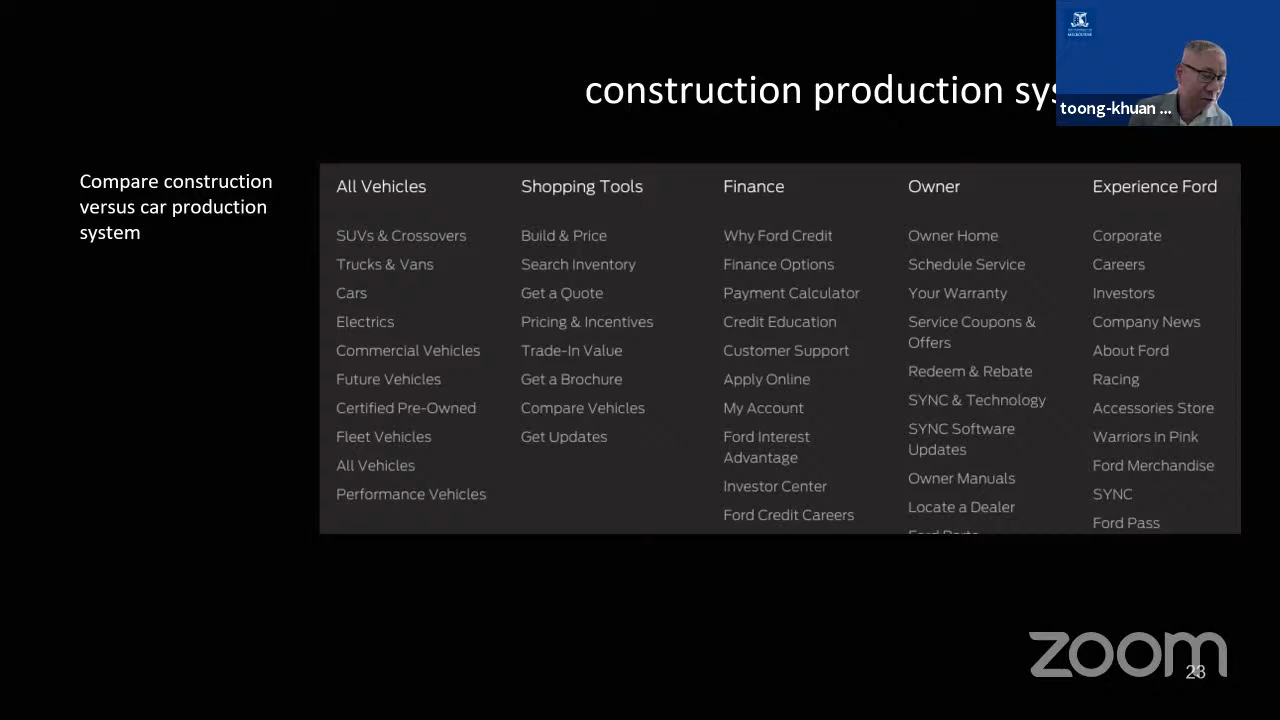 construction production sys
toong-khuan ...
MELBOURNE
Compare construction
versus car production
system
All Vehicles
SUVs & Crossovers
Trucks & Vans
Cars
Electrics
Commercial Vehicles
Future Vehicles
Certified Pre-Owned
Fleet Vehicles
All Vehicles
Performance Vehicles
Shopping Tools
Build & Price
Search Inventory
Get a Quote
Pricing & Incentives
Trade-In Value
Get a Brochure
Compare Vehicles
Get Updates
Finance
Why Ford Credit
Finance Options
Payment Calculator
Credit Education
Customer Support
Apply Online
My Account
Ford Interest
Advantage
Investor Center
Ford Credit Careers
Owner
Owner Home
Schedule Service
Your Warranty
Service Coupons &
Offers
Redeem & Rebate
SYNC & Technology
SYNC Software
Updates
Owner Manuals
Locate a Dealer
Experience Ford
Corporate
Careers
Investors
Company News
About Ford
Racing
Accessories Store
Warriors in Pink
Ford Merchandise
SYNC
Ford Pass
zoom
23